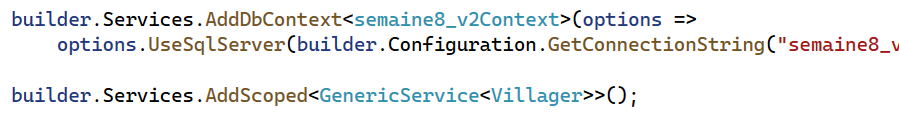 builder.Services.AddDbContext<semaine8_v2Context>(options =>
options.UseSqlServer(builder.Configuration.GetConnectionString("semaine8_v
builder.Services.AddScoped<GenericService<Villager>>();